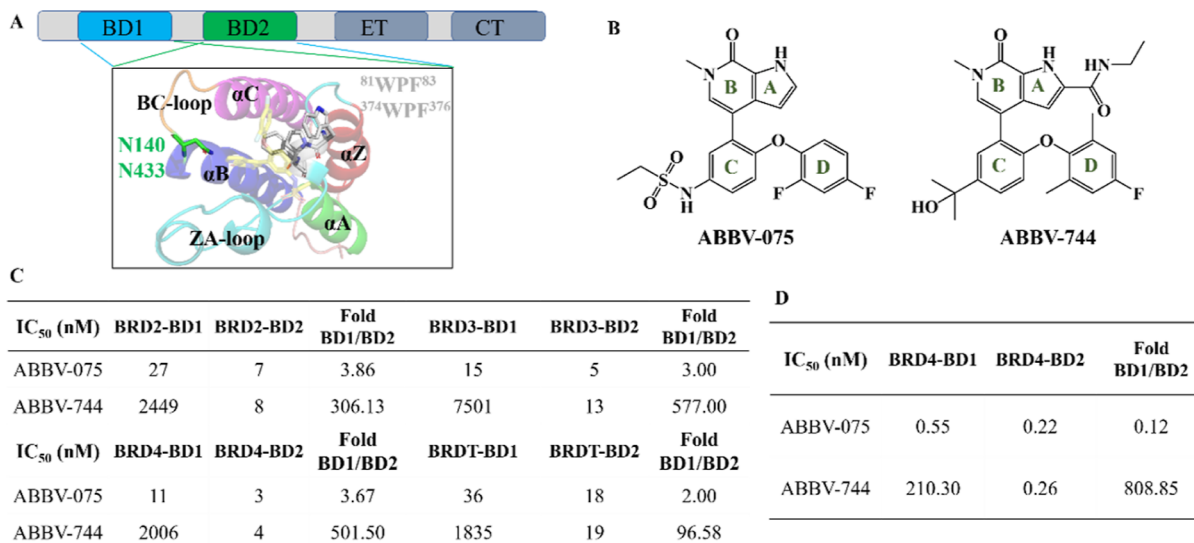 A
BD1 BD2 ET CT
BC-loop αC ⁸¹WPF⁸³
³⁷⁴WPF³⁷⁶
N140
N433
αB αZ
ZA-loop αA
B
O
NH
N
B A
C
O
D
F F
O
S
O
NH
ABBV-075
O
NH
H
N
N
B A
O
C
O
D
F
HO
ABBV-744
C
IC₅₀ (nM) BRD2-BD1 BRD2-BD2 Fold BD1/BD2 BRD3-BD1 BRD3-BD2 Fold BD1/BD2
ABBV-075 27 7 3.86 15 5 3.00
ABBV-744 2449 8 306.13 7501 13 577.00
IC₅₀ (nM) BRD4-BD1 BRD4-BD2 Fold BD1/BD2 BRDT-BD1 BRDT-BD2 Fold BD1/BD2
ABBV-075 11 3 3.67 36 18 2.00
ABBV-744 2006 4 501.50 1835 19 96.58
D
IC₅₀ (nM) BRD4-BD1 BRD4-BD2 Fold BD1/BD2
ABBV-075 0.55 0.22 0.12
ABBV-744 210.30 0.26 808.85